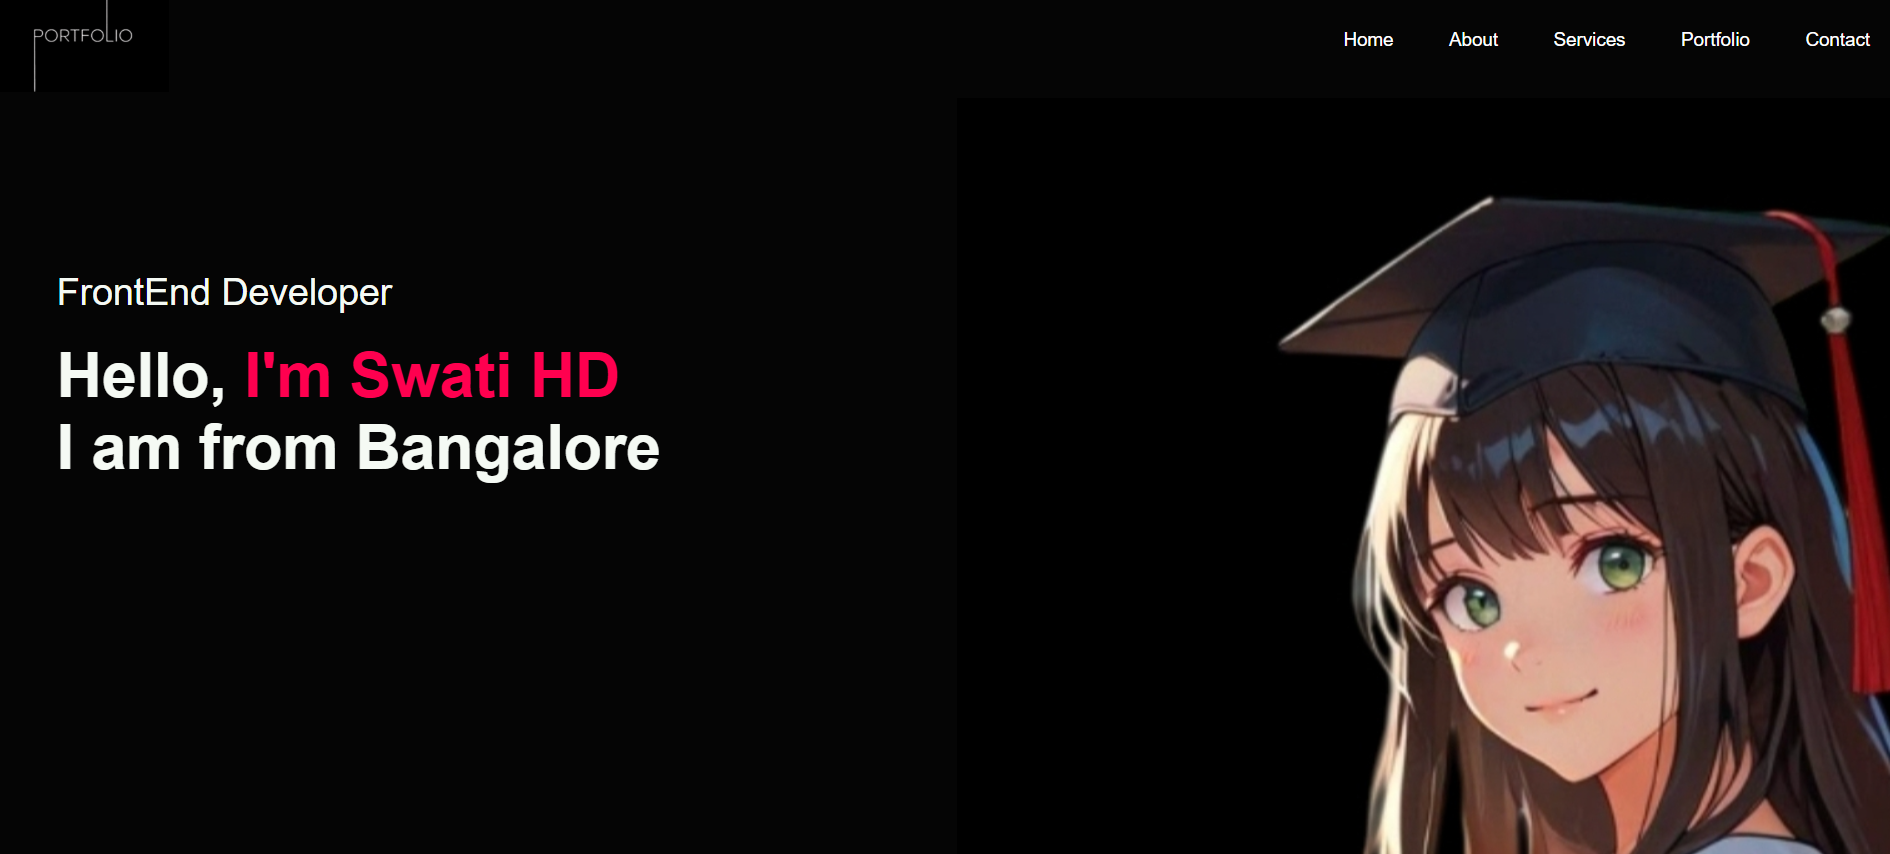 PORTFOLIO
Home About Services Portfolio Contact
FrontEnd Developer
Hello, I'm Swati HD
I am from Bangalore